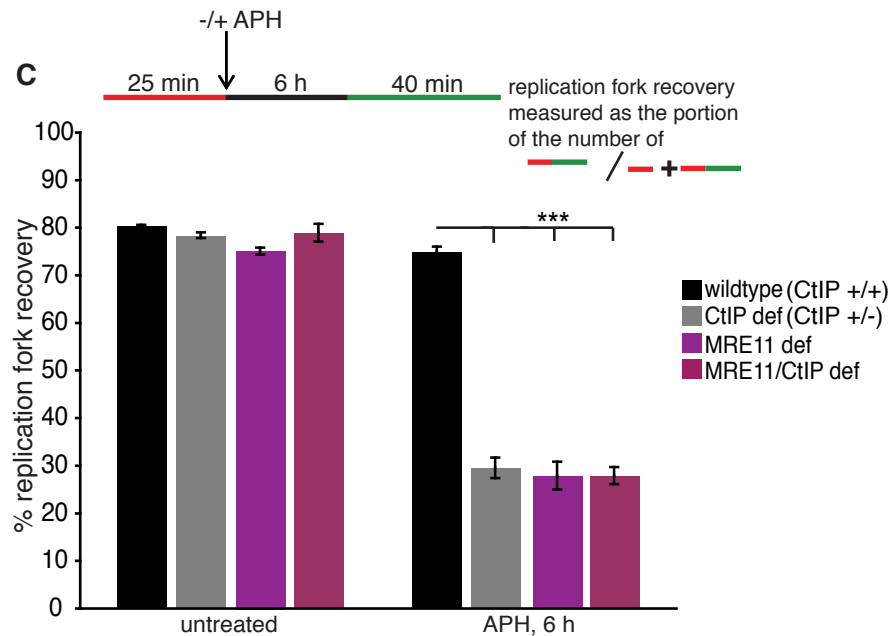 -/+ APH
C
25 min 6 h 40 min
replication fork recovery
measured as the portion
of the number of
/ +
% replication fork recovery
100
90
80
70
60
50
40
30
20
10
0
***
wildtype (CtIP +/+)
CtIP def (CtIP +/-)
MRE11 def
MRE11/CtIP def
untreated APH, 6 h